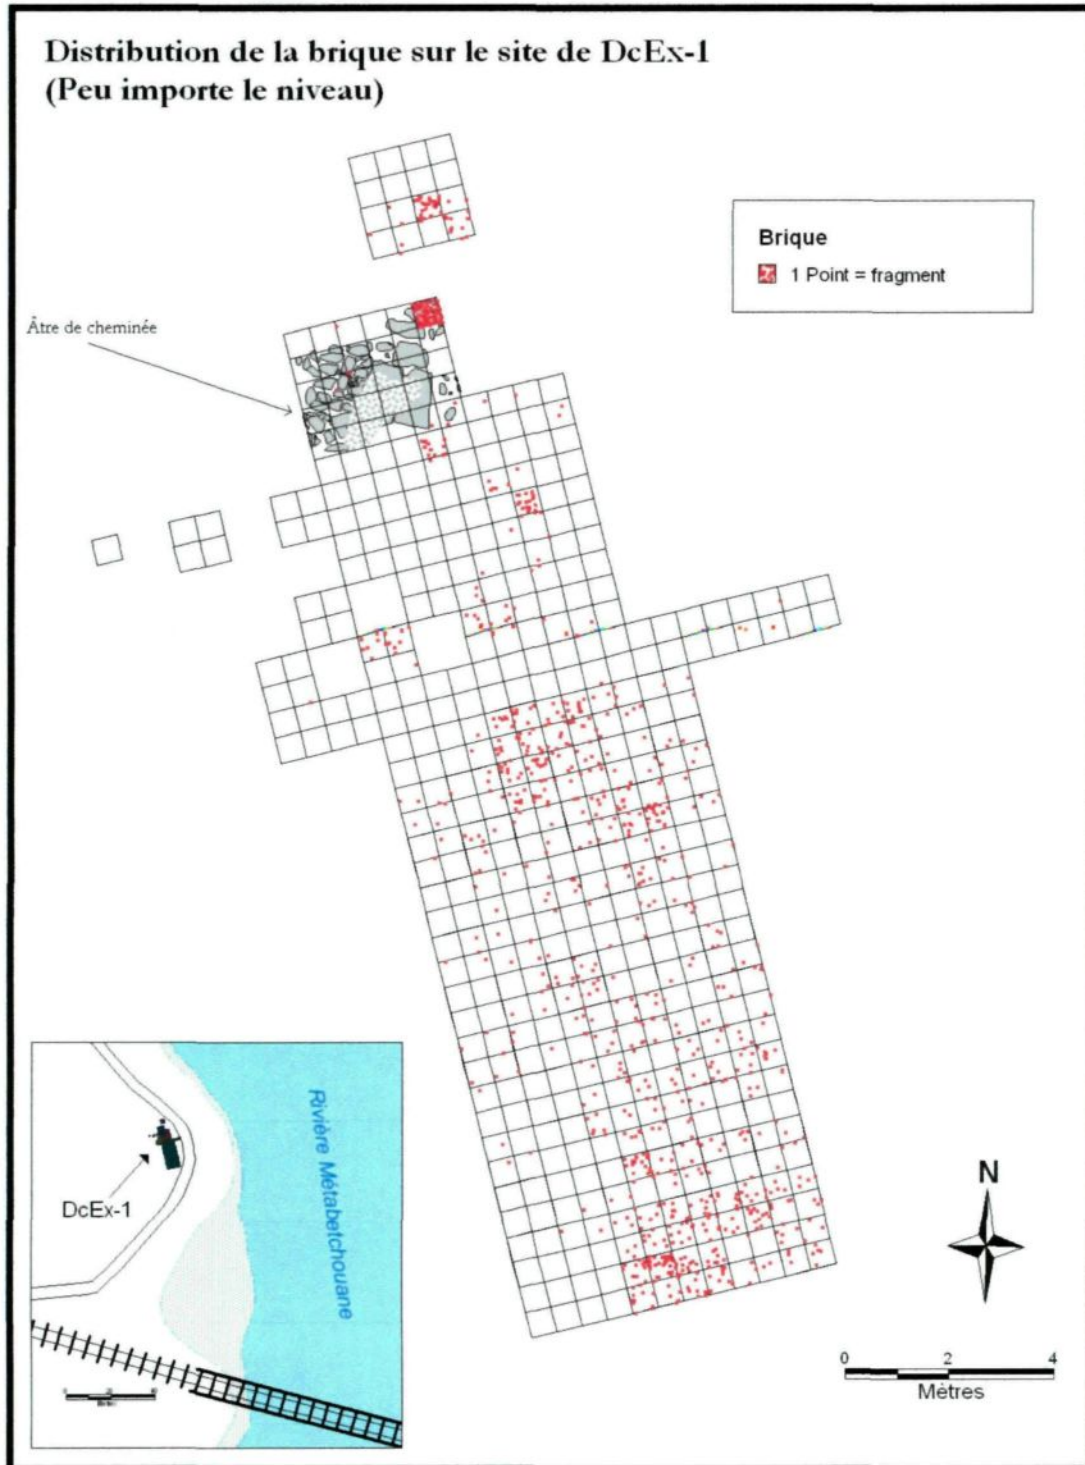 Distribution de la brique sur le site de DcEx-1
(Peu importe le niveau)
Brique
1 Point = fragment
Âtre de cheminée
Rivière Métabetchouane
DcEx-1
N
0 2 4
Mètres